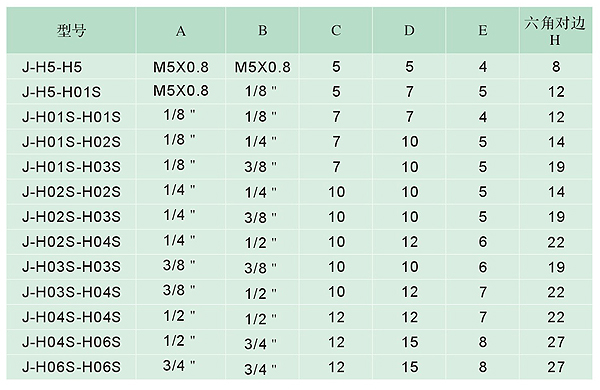 型号 A B C D E 六角对边
H
J-H5-H5 M5X0.8 M5X0.8 5 5 4 8
J-H5-H01S M5X0.8 1/8 " 5 7 5 12
J-H01S-H01S 1/8 " 1/8 " 7 7 4 12
J-H01S-H02S 1/8 " 1/4 " 7 10 5 14
J-H01S-H03S 1/8 " 3/8 " 7 10 5 19
J-H02S-H02S 1/4 " 1/4 " 10 10 5 14
J-H02S-H03S 1/4 " 3/8 " 10 10 5 19
J-H02S-H04S 1/4 " 1/2 " 10 12 6 22
J-H03S-H03S 3/8 " 3/8 " 10 10 6 19
J-H03S-H04S 3/8 " 1/2 " 10 12 7 22
J-H04S-H04S 1/2 " 1/2 " 12 12 7 22
J-H04S-H06S 1/2 " 3/4 " 12 15 8 27
J-H06S-H06S 3/4 " 3/4 " 12 15 8 27